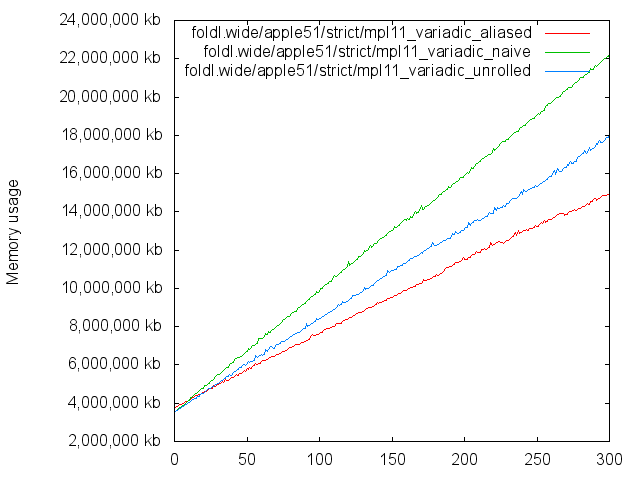 24,000,000 kb
22,000,000 kb
20,000,000 kb
18,000,000 kb
16,000,000 kb
14,000,000 kb
12,000,000 kb
10,000,000 kb
8,000,000 kb
6,000,000 kb
4,000,000 kb
2,000,000 kb
Memory usage
foldl.wide/apple51/strict/mpl11_variadic_aliased
foldl.wide/apple51/strict/mpl11_variadic_naive
foldl.wide/apple51/strict/mpl11_variadic_unrolled
0 50 100 150 200 250 300